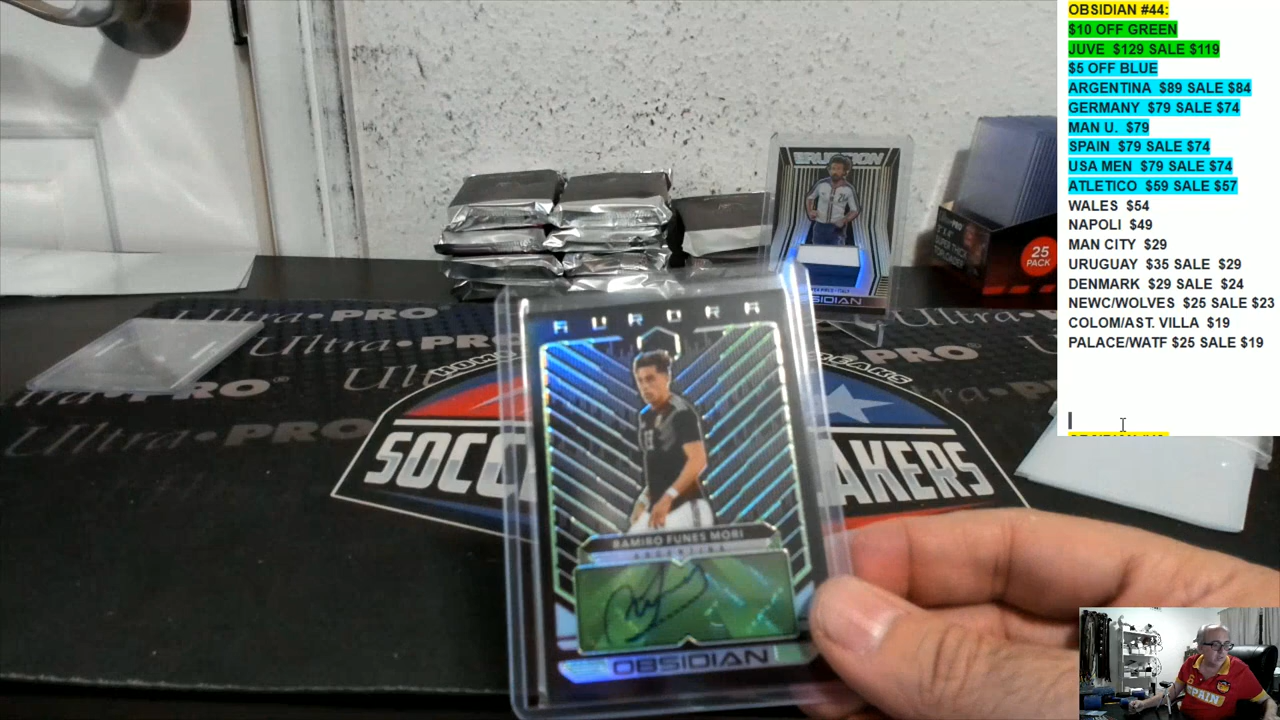 OBSIDIAN #44:
$10 OFF GREEN
JUVE $129 SALE $119
$5 OFF BLUE
ARGENTINA $89 SALE $84
GERMANY $79 SALE $74
MAN U. $79
SPAIN $79 SALE $74
USA MEN $79 SALE $74
ATLETICO $59 SALE $57
WALES $54
NAPOLI $49
MAN CITY $29
URUGUAY $35 SALE $29
DENMARK $29 SALE $24
NEWC/WOLVES $25 SALE $23
COLOM/AST. VILLA $19
PALACE/WATF $25 SALE $19
ERUPTION
OBSIDIAN
25
PACK
Ultra PRO
Ultra PRO
Ultra PRO
SOCC
AKERS
AURORA
RAMIRO FUNES MORI
ARGENTINA
OBSIDIAN
SPAIN